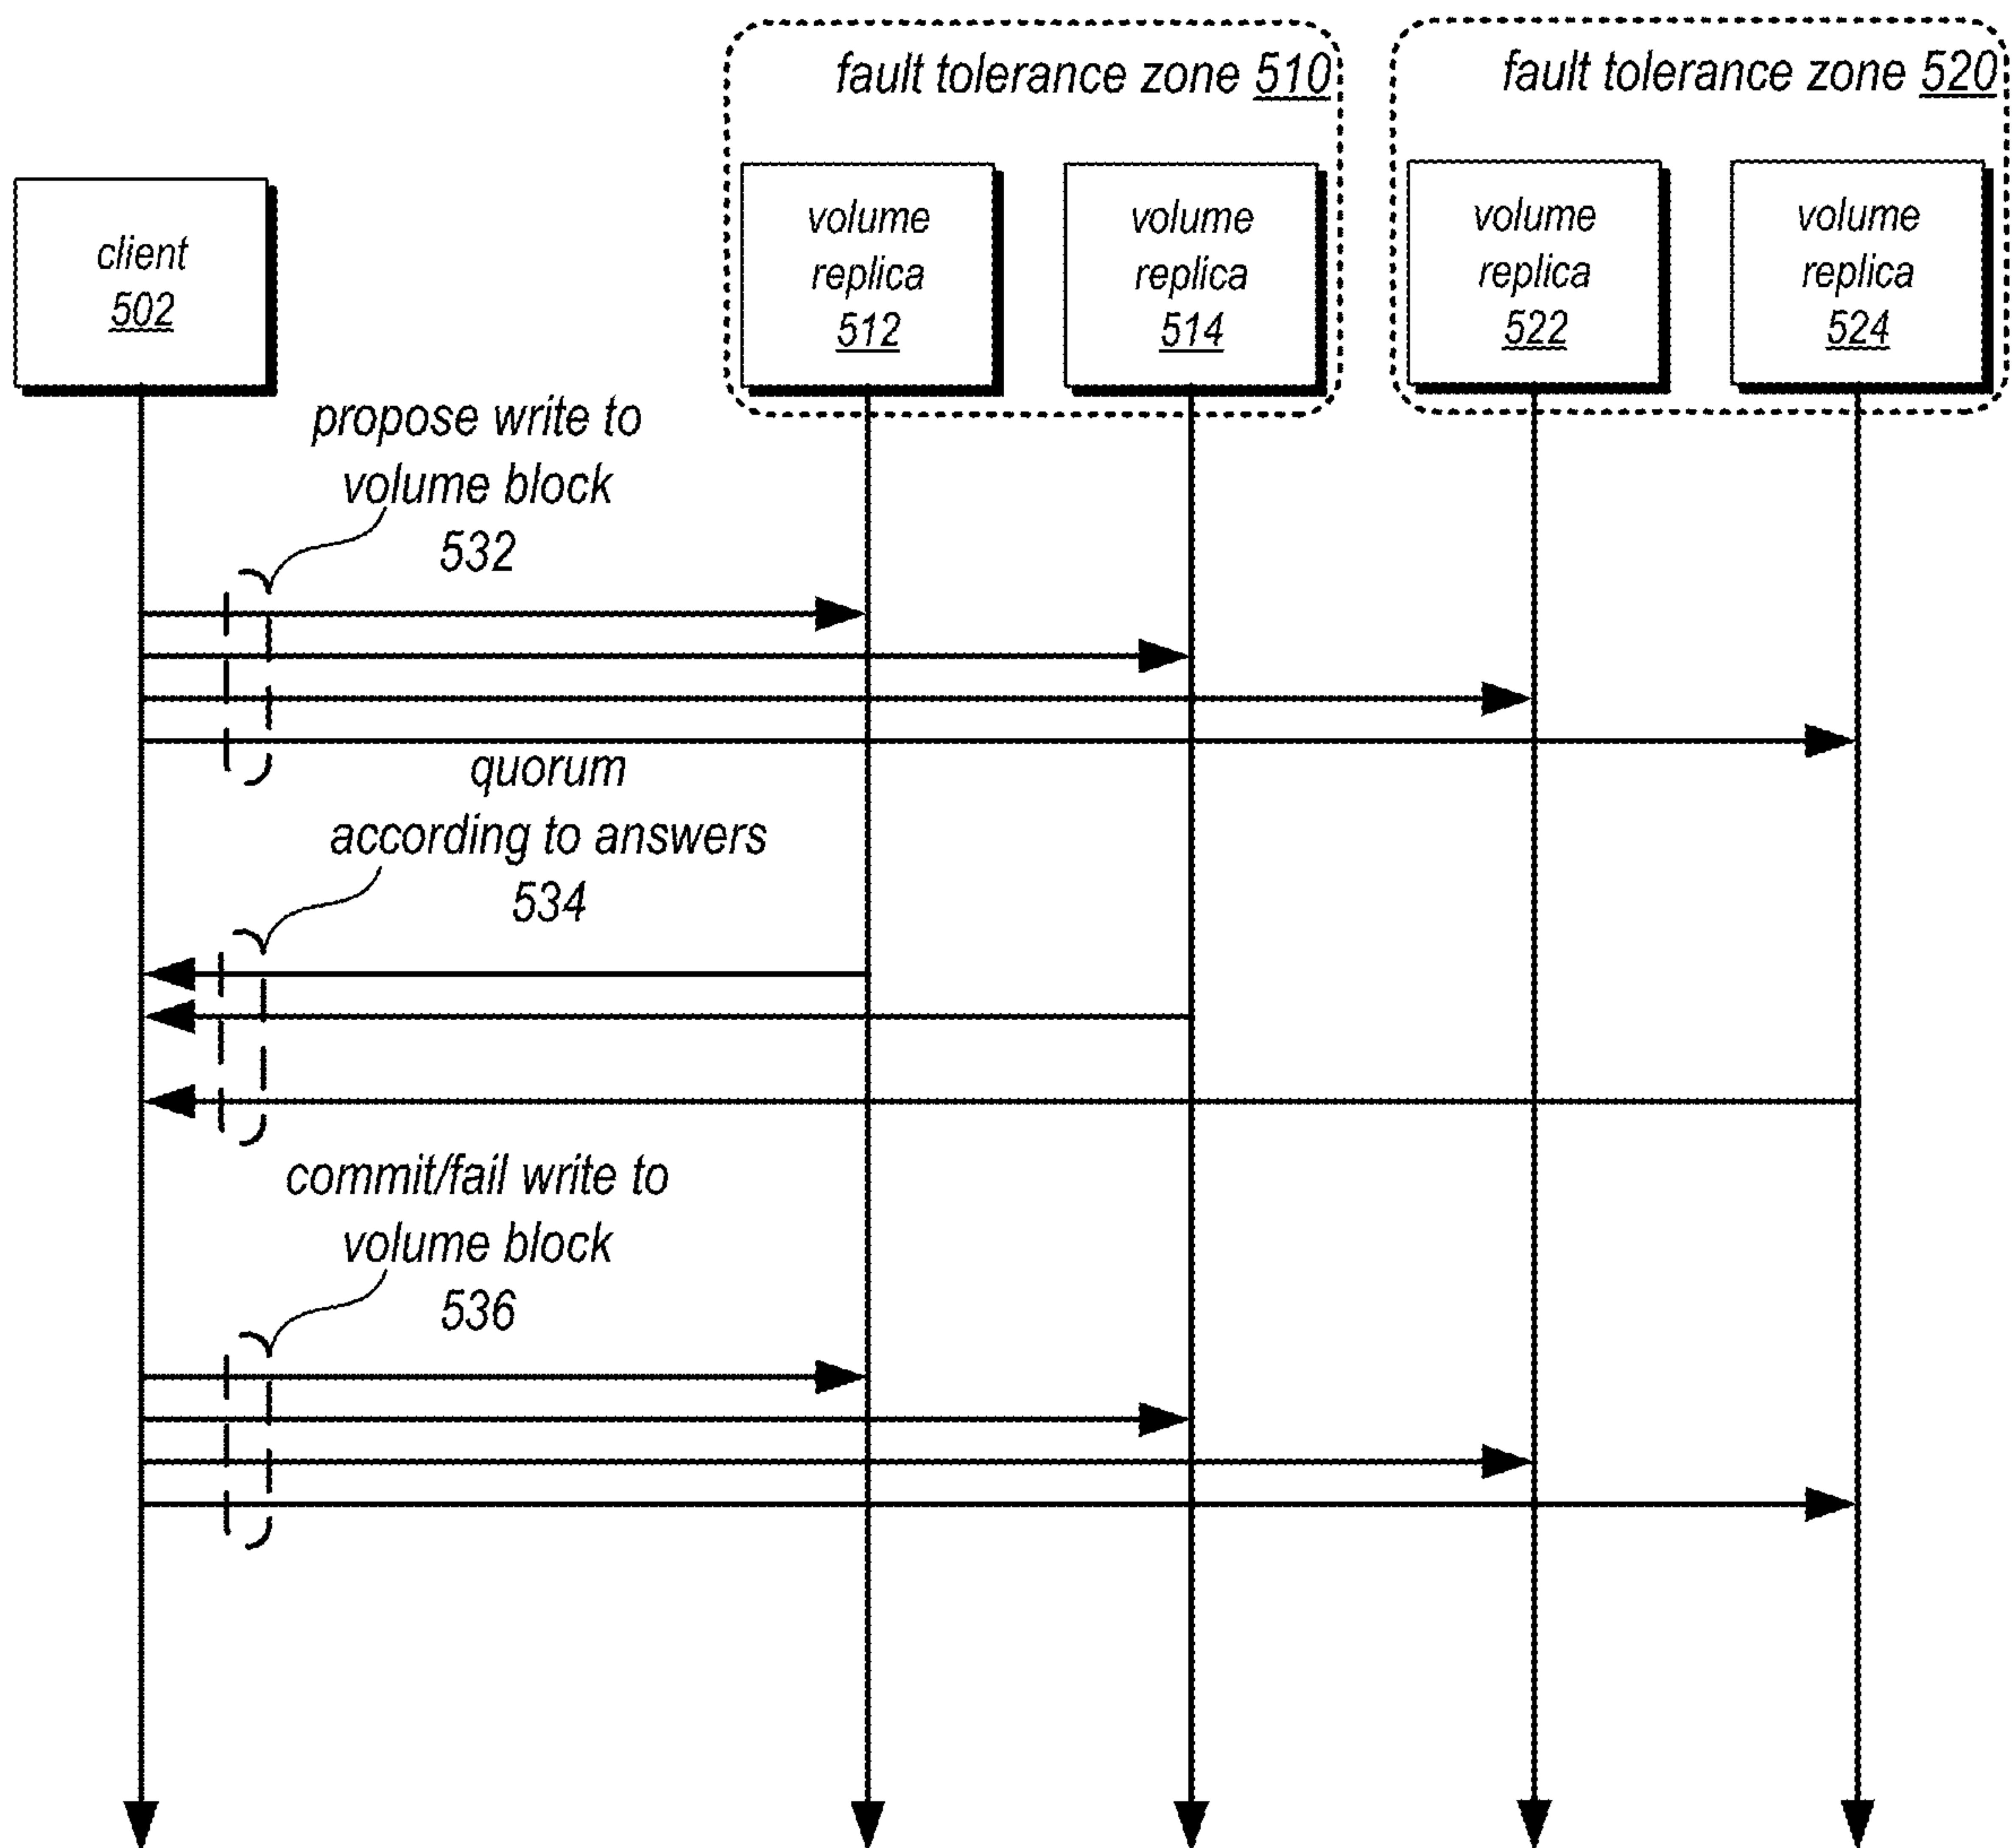 fault tolerance zone 510
fault tolerance zone 520
client
502
volume
replica
512
volume
replica
514
volume
replica
522
volume
replica
524
propose write to
volume block
532
quorum
according to answers
534
commit/fail write to
volume block
536